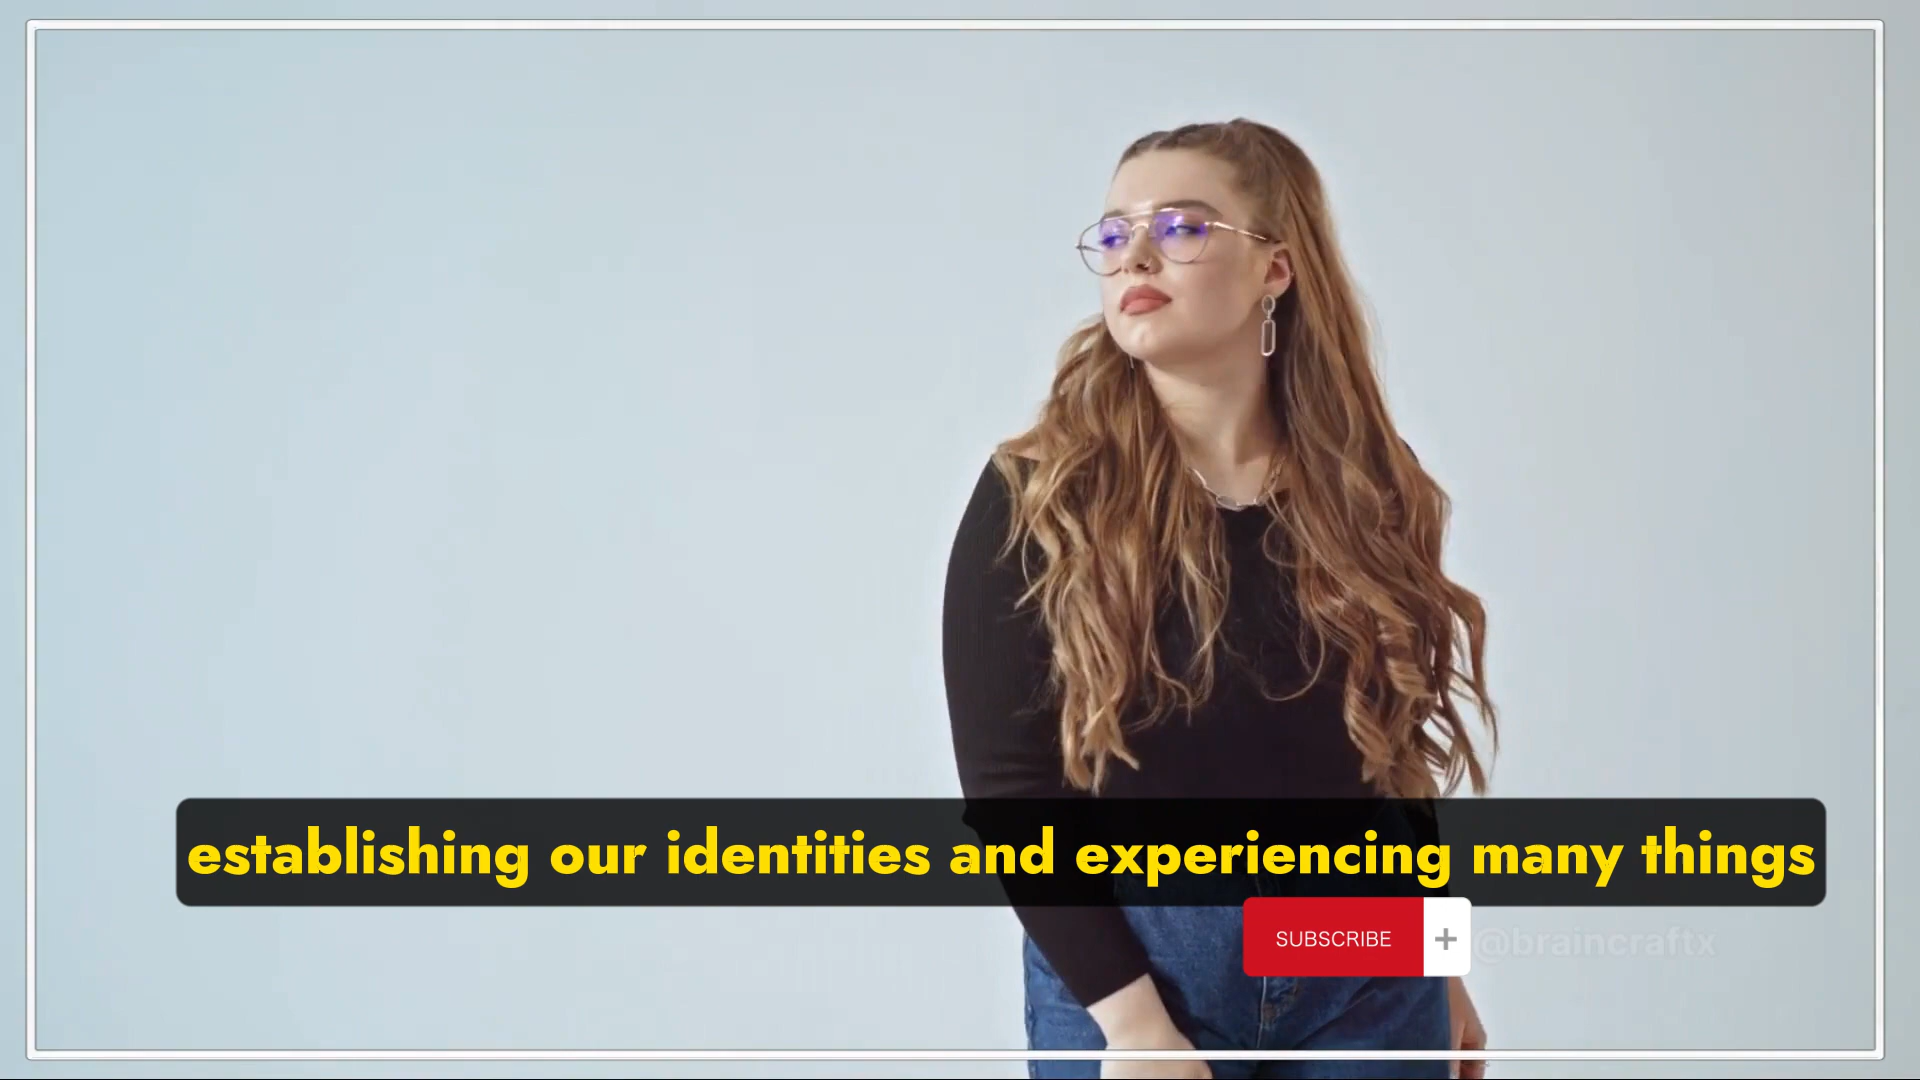 establishing our identities and experiencing many things
SUBSCRIBE
@braincraftx